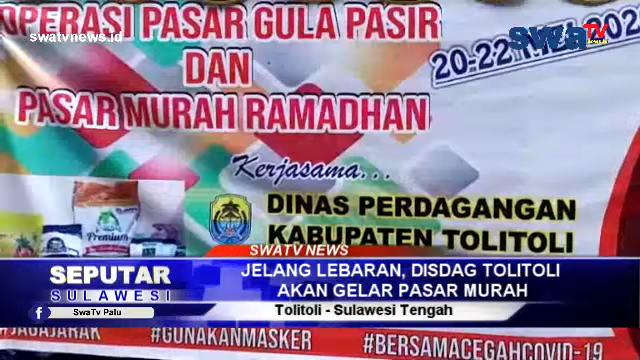 swatvnews.id
OPERASI PASAR GULA PASIR
swa TV
DAN
20-22
PASAR MURAH RAMADHAN
Kerjasama...
DINAS PERDAGANGAN
KABUPATEN TOLITOLI
Premium
SWATV NEWS
SEPUTAR
SULAWESI
JELANG LEBARAN, DISDAG TOLITOLI
AKAN GELAR PASAR MURAH
SwaTv Palu
Tolitoli - Sulawesi Tengah
#JAGAJARAK #GUNAKANMASKER #BERSAMACEGAHCOVID-19